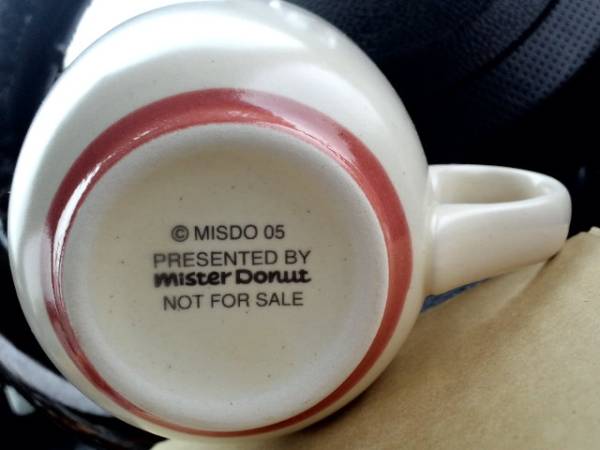 © MISDO 05
PRESENTED BY
mister Donut
NOT FOR SALE